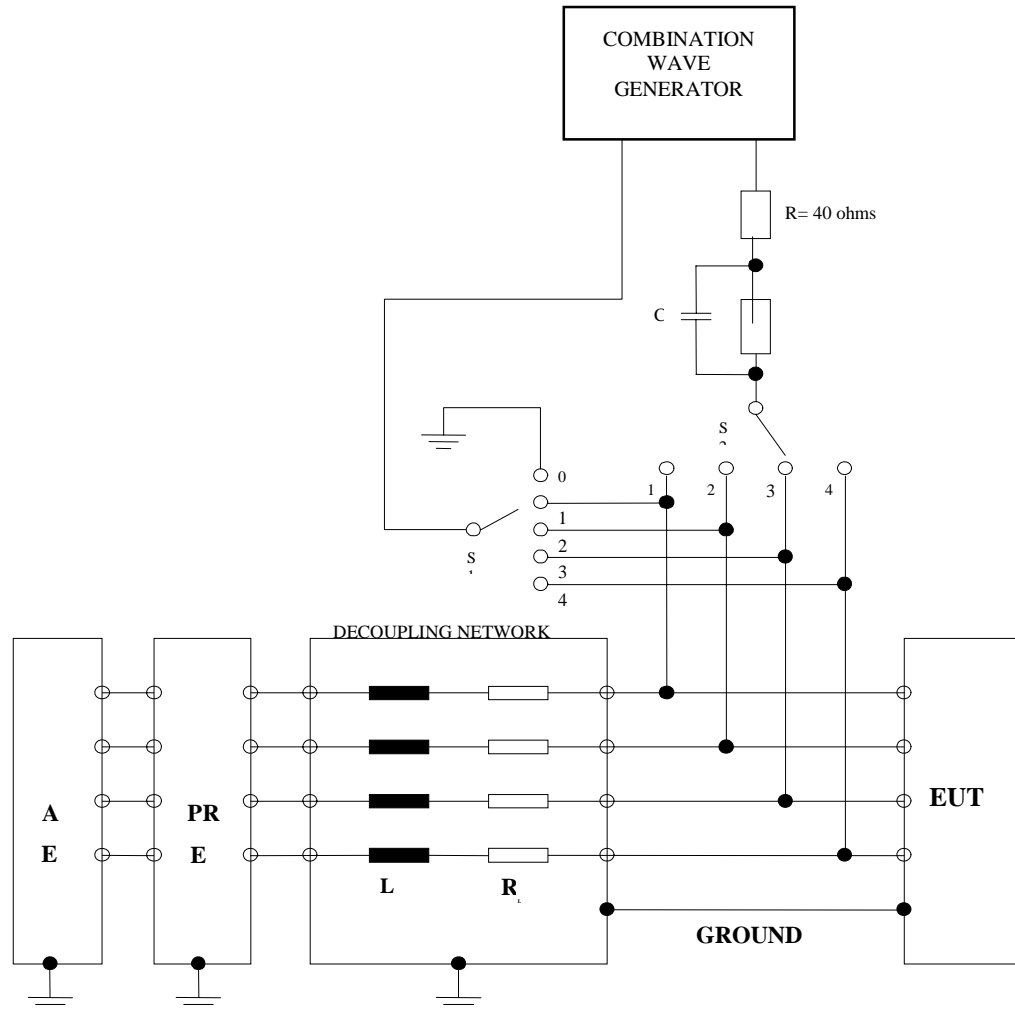 COMBINATION
WAVE
GENERATOR
R= 40 ohms
C
S
S
0
1
2
3
4
1
2
3
4
DECOUPLING NETWORK
A
E
PR
E
L
R
EUT
GROUND